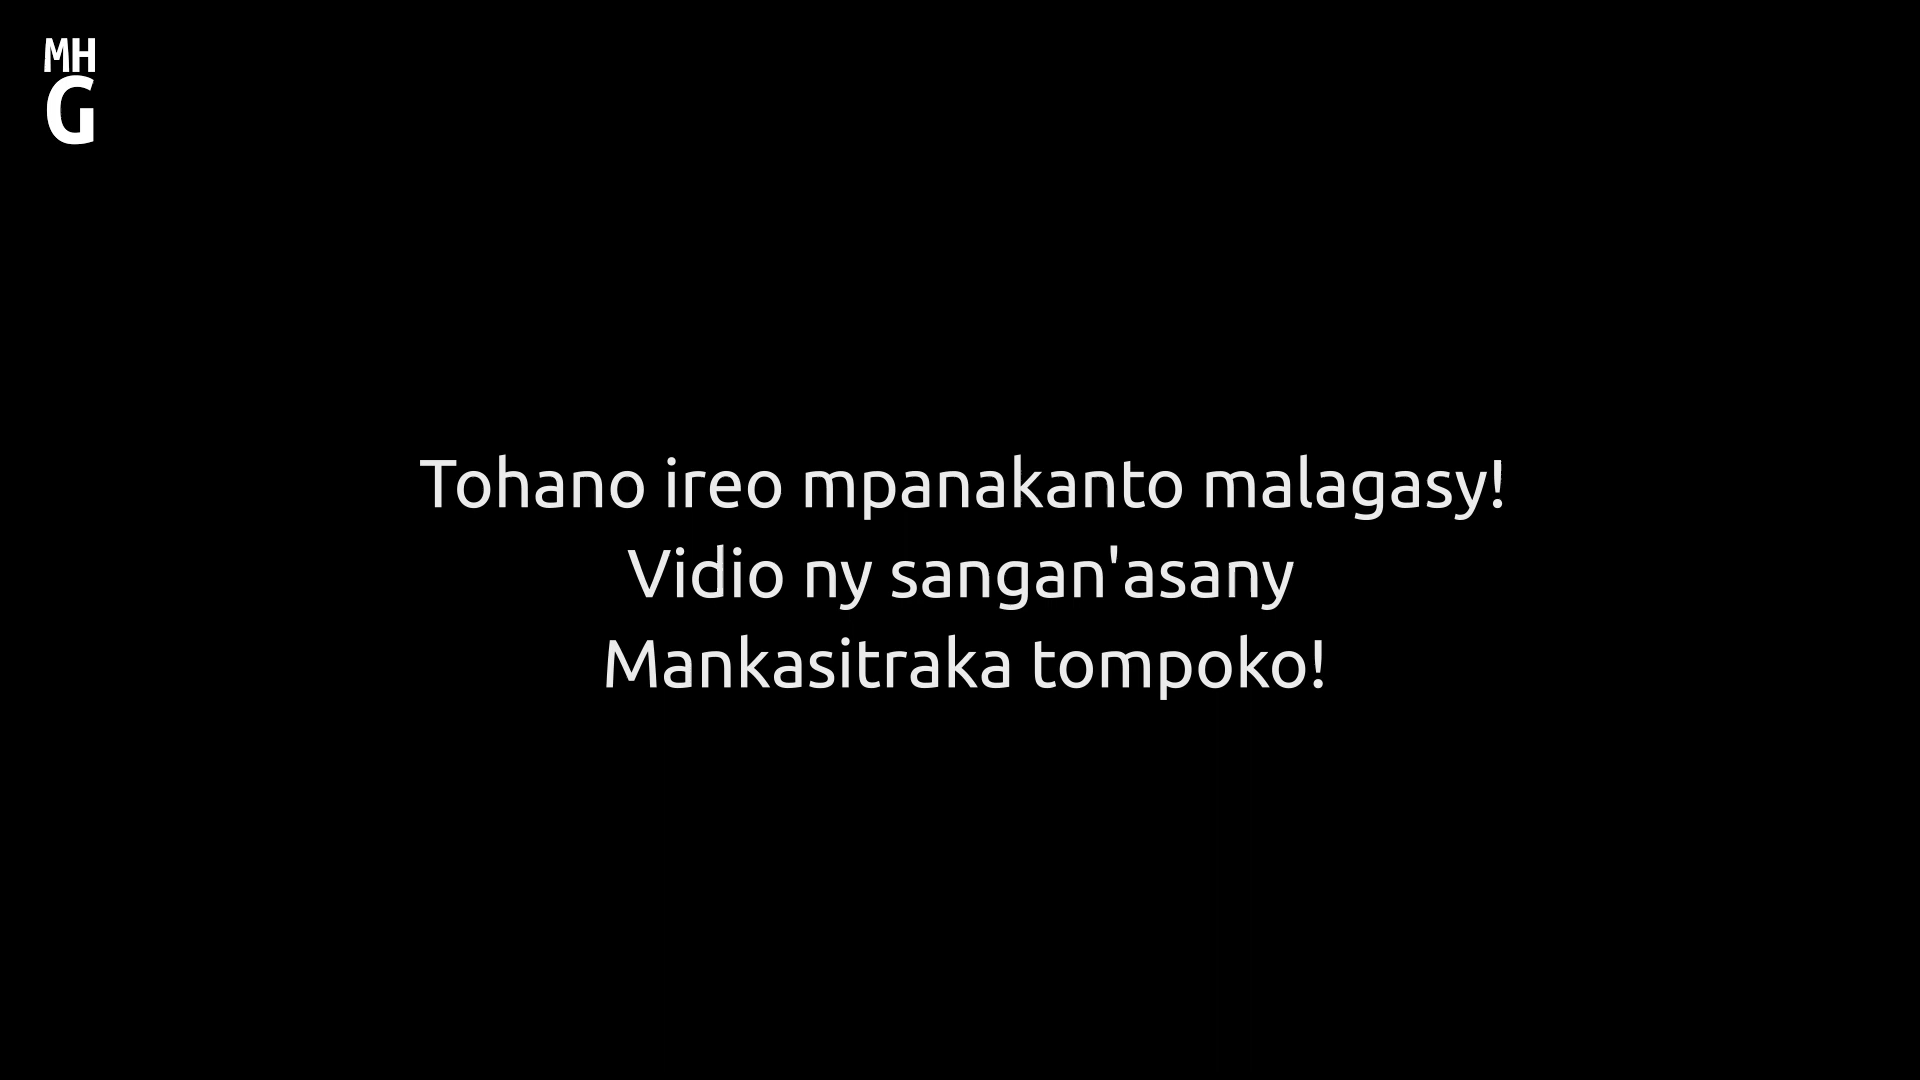 MH
G
Tohano ireo mpanakanto malagasy!
Vidio ny sangan'asany
Mankasitraka tompoko!